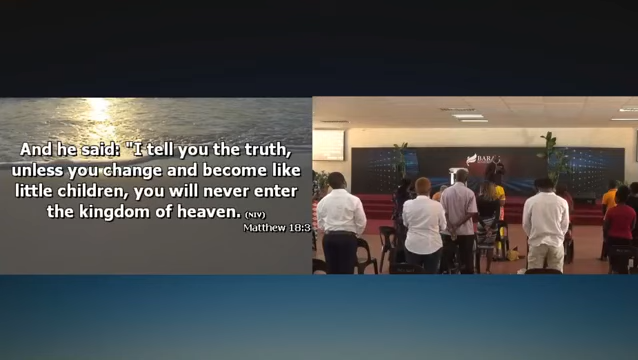 And he said: "I tell you the truth,
unless you change and become like
little children, you will never enter
the kingdom of heaven. (NIV)
Matthew 18:3